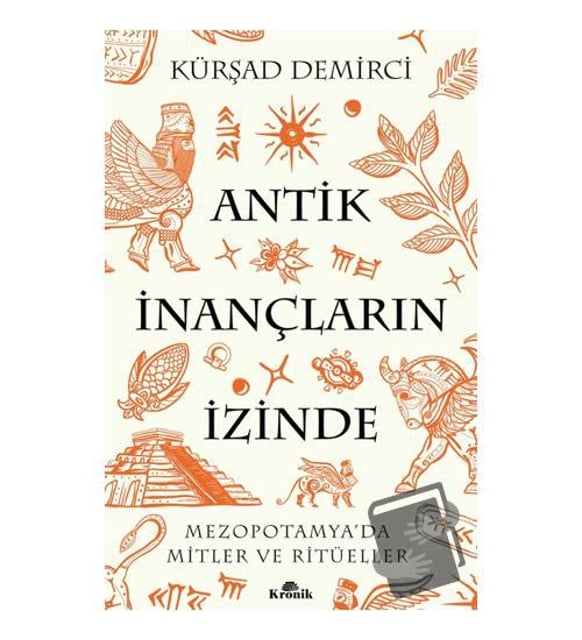 KÜRŞAD DEMİRCİ
ANTİK
İNANÇLARIN
İZİNDE
MEZOPOTAMYA'DA
MİTLER VE RİTÜELLER
Kronik